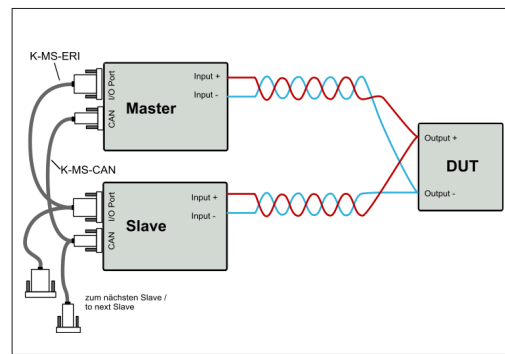 K-MS-ERI
I/O Port
CAN
Master
Input +
Input -
K-MS-CAN
I/O Port
CAN
Slave
Input +
Input -
Output +
DUT
Output -
zum nächsten Slave /
to next Slave